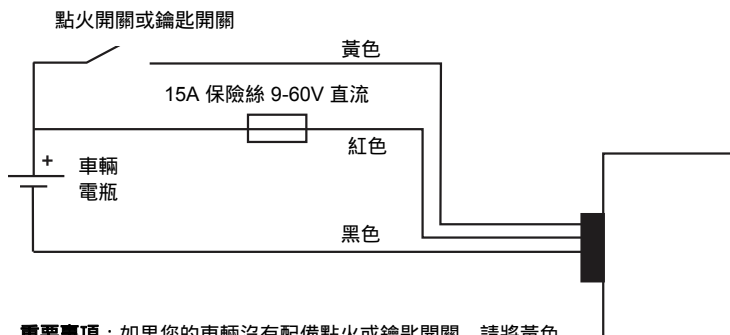 點火開關或鑰匙開關
黃色
15A 保險絲 9-60V 直流
紅色
+
車輛
電瓶
黑色
重要事項：如果您的車輛沒有配備點火或鑰匙開關，請將黃色